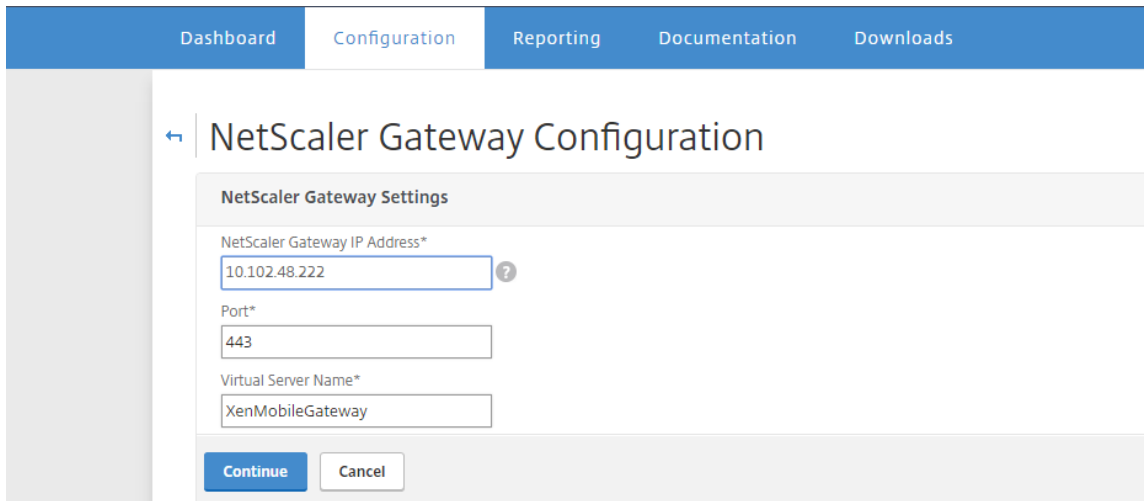 Dashboard Configuration Reporting Documentation Downloads
NetScaler Gateway Configuration
NetScaler Gateway Settings
NetScaler Gateway IP Address*
10.102.48.222 ?
Port*
443
Virtual Server Name*
XenMobileGateway
Continue Cancel